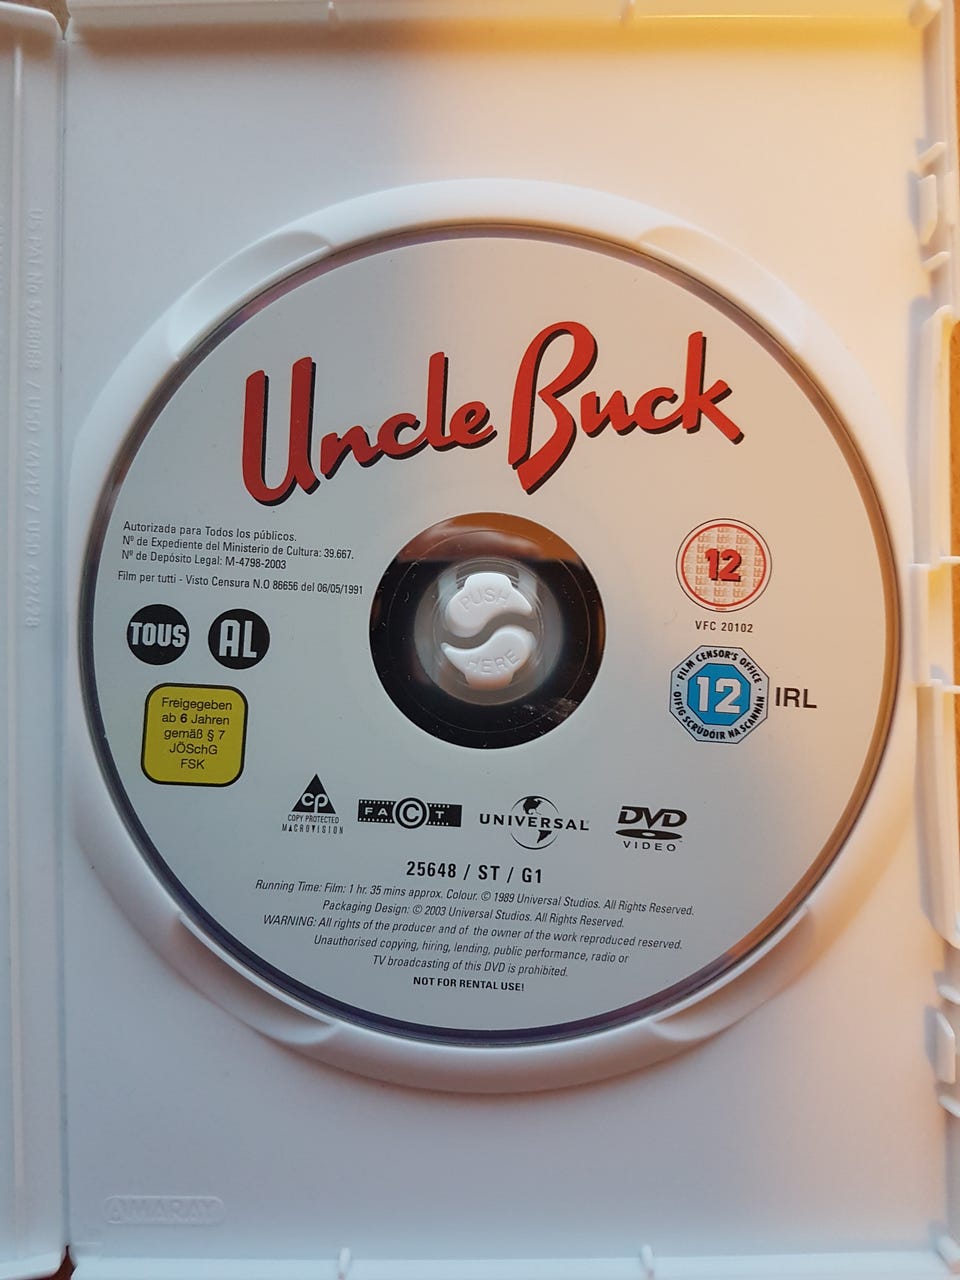 Uncle Buck
Autorizada para Todos los públicos.
Nº de Expediente del Ministerio de Cultura: 39.667.
Nº de Depósito Legal: M-4798-2003
Film per tutti - Visto Censura N.O 86656 del 06/05/1991
TOUS
AL
Freigegeben
ab 6 Jahren
gemäß § 7
JÖSchG
FSK
PUSH
HERE
12
VFC 20102
FILM CENSOR'S OFFICE
12
OIFIG SCRÚDÓIR NA SCANNÁN
IRL
CP
COPY PROTECTED
MACROVISION
FACT
UNIVERSAL
DVD
VIDEO
25648 / ST / G1
Running Time: Film: 1 hr. 35 mins approx. Colour. © 1989 Universal Studios. All Rights Reserved.
Packaging Design: © 2003 Universal Studios. All Rights Reserved.
WARNING: All rights of the producer and of the owner of the work reproduced reserved.
Unauthorised copying, hiring, lending, public performance, radio or
TV broadcasting of this DVD is prohibited.
NOT FOR RENTAL USE!
AMARAY